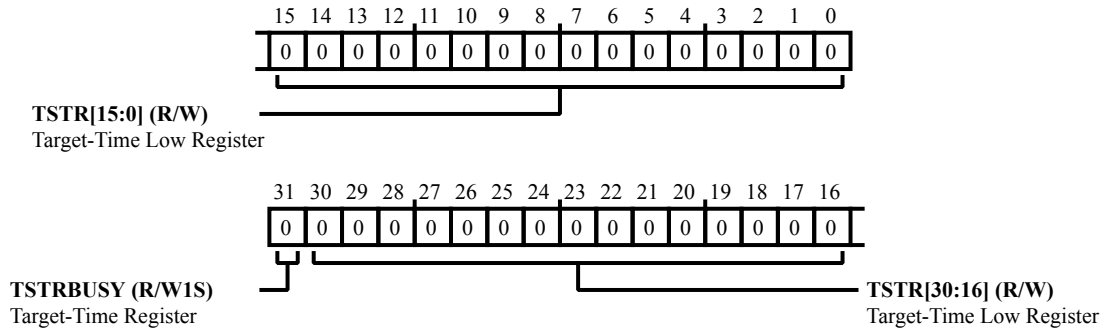 15 14 13 12 11 10 9 8 7 6 5 4 3 2 1 0
0 0 0 0 0 0 0 0 0 0 0 0 0 0 0 0
TSTR[15:0] (R/W)
Target-Time Low Register
31 30 29 28 27 26 25 24 23 22 21 20 19 18 17 16
0 0 0 0 0 0 0 0 0 0 0 0 0 0 0 0
TSTRBUSY (R/W1S)
Target-Time Register
TSTR[30:16] (R/W)
Target-Time Low Register